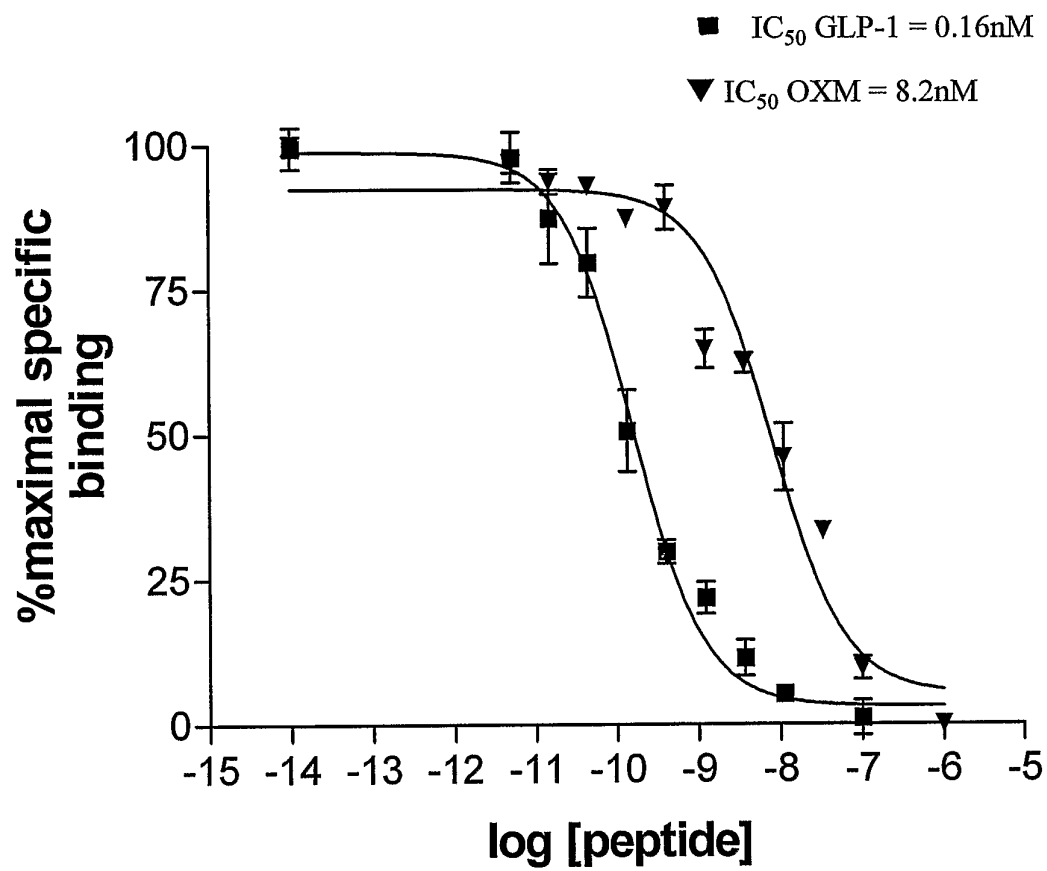 IC50 GLP-1 = 0.16nM
IC50 OXM = 8.2nM
%maximal specific
binding
100
75
50
25
0
-15 -14 -13 -12 -11 -10 -9 -8 -7 -6 -5
log [peptide]